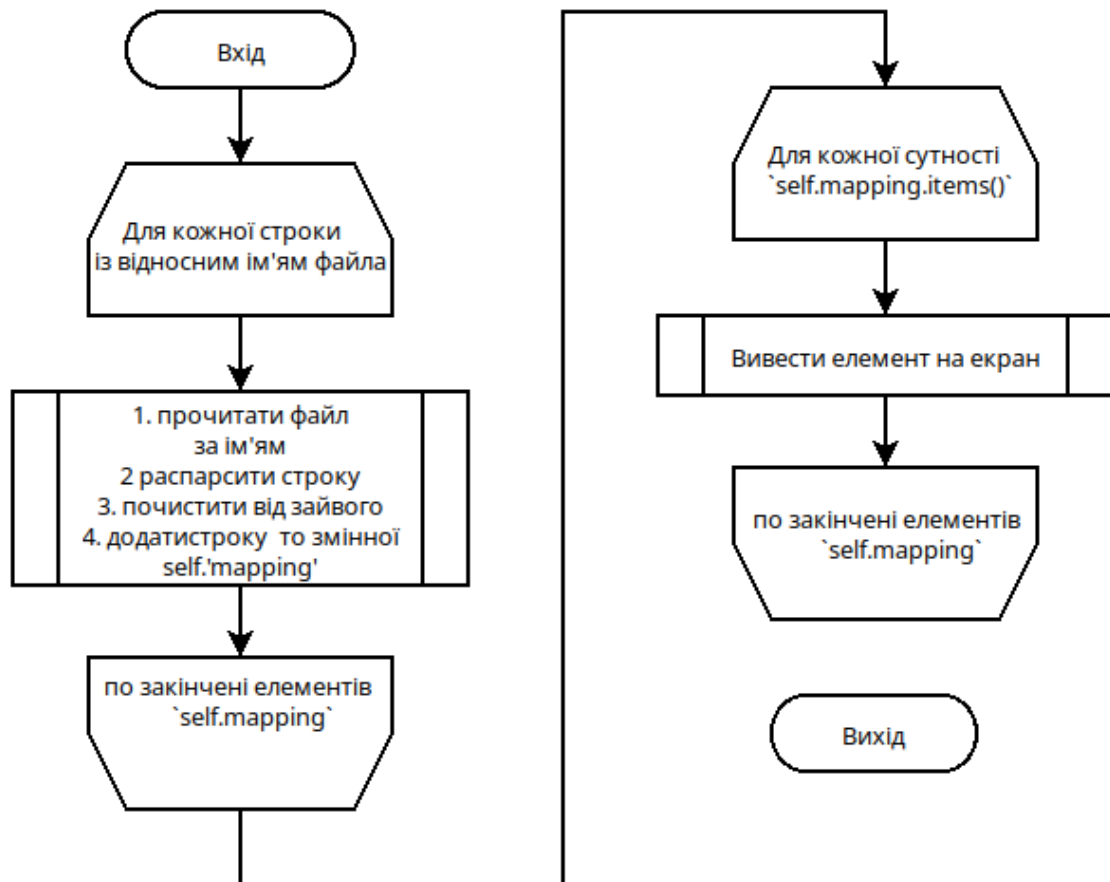 Вхід
Для кожної строки
із відносним ім'ям файла
1. прочитати файл
за ім'ям
2 распарсити строку
3. почистити від зайвого
4. додатистроку то змінної
self.'mapping'
по закінчені елементів
`self.mapping`
Для кожної сутності
`self.mapping.items()`
Вивести елемент на екран
по закінчені елементів
`self.mapping`
Вихід